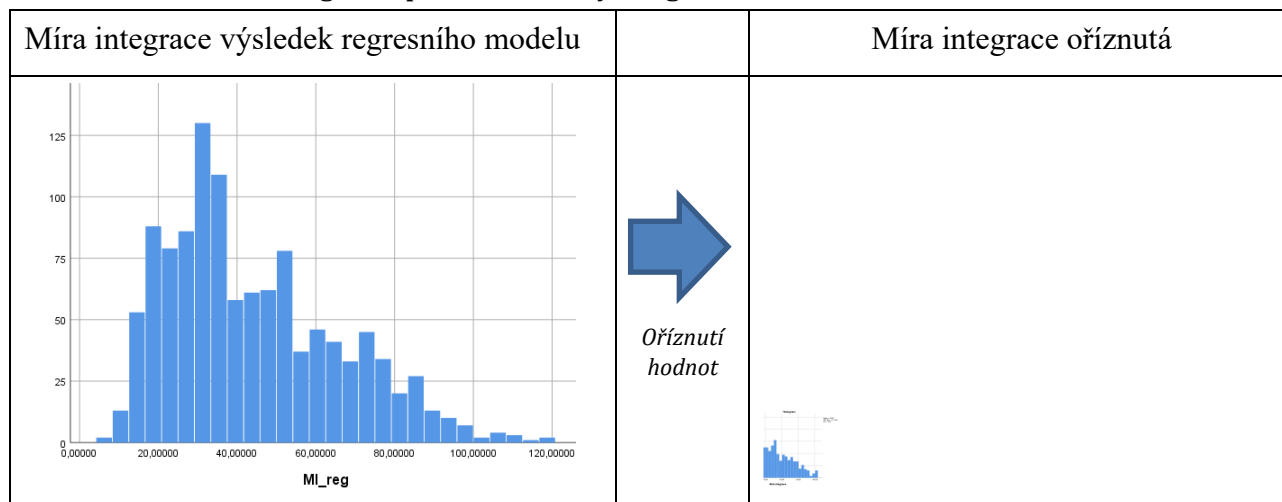 Míra integrace výsledek regresního modelu
Míra integrace oříznutá
125
100
75
50
25
0
0,00000 20,00000 40,00000 60,00000 80,00000 100,00000 120,00000
MI_reg
Oříznutí
hodnot